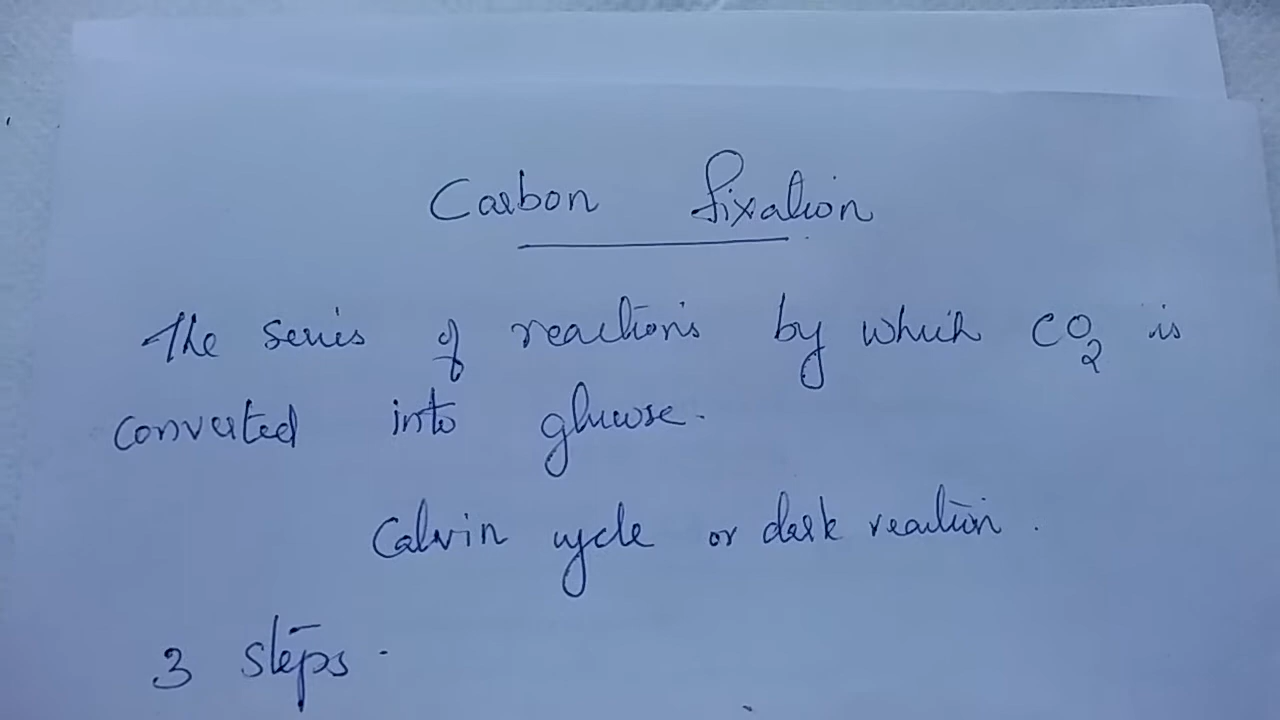 Carbon fixation
The series of reactions by which CO₂ is
converted into glucose.
Calvin cycle or dark reaction.
3 steps.